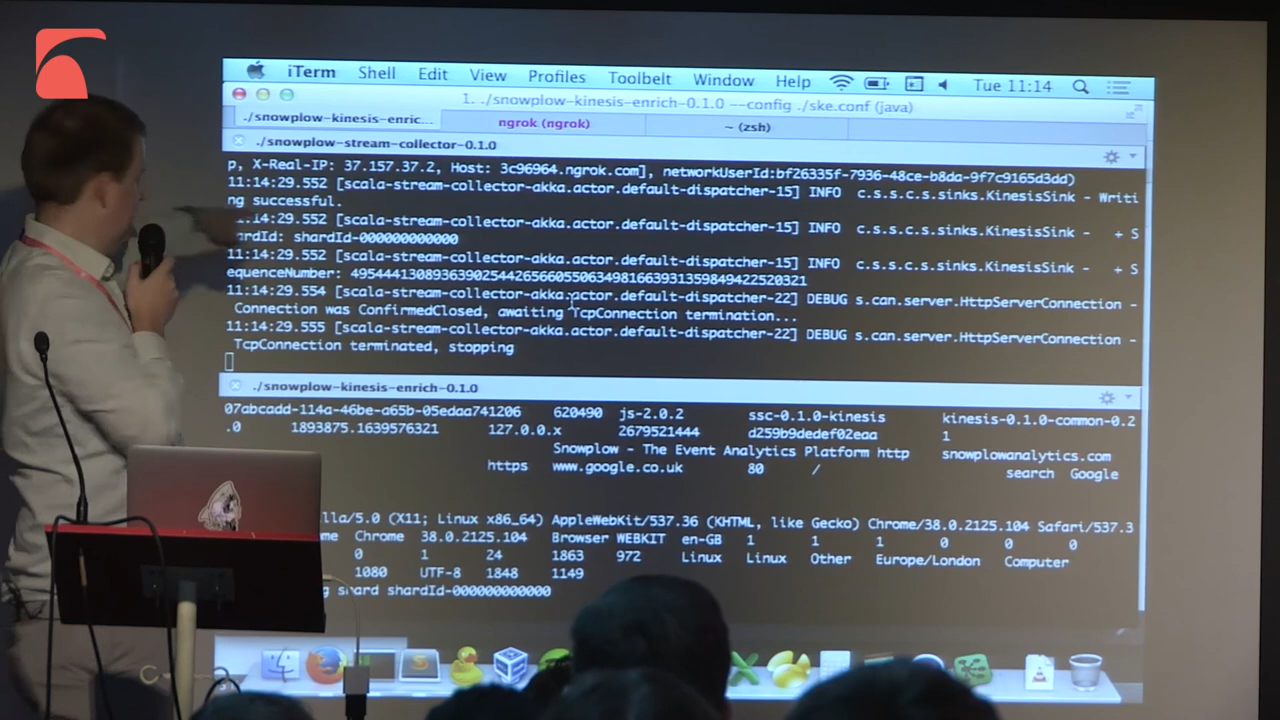 iTerm Shell Edit View Profiles Toolbelt Window Help Tue 11:14
1. ./snowplow-kinesis-enrich-0.1.0 --config ./ske.conf (java)
./snowplow-kinesis-enric... ngrok (ngrok) ~ (zsh)
./snowplow-stream-collector-0.1.0
p, X-Real-IP: 37.157.37.2, Host: 3c96964.ngrok.com], networkUserId:bf26335f-7936-48ce-b8da-9f7c9165d3dd)
11:14:29.552 [scala-stream-collector-akka.actor.default-dispatcher-15] INFO c.s.s.c.s.sinks.KinesisSink - Writi
ng successful.
11:14:29.552 [scala-stream-collector-akka.actor.default-dispatcher-15] INFO c.s.s.c.s.sinks.KinesisSink - + S
ardId: shardId-000000000000
11:14:29.552 [scala-stream-collector-akka.actor.default-dispatcher-15] INFO c.s.s.c.s.sinks.KinesisSink - + S
equenceNumber: 49544413089363902544265660550634981663931359849422520321
11:14:29.554 [scala-stream-collector-akka.actor.default-dispatcher-22] DEBUG s.can.server.HttpServerConnection -
Connection was ConfirmedClosed, awaiting TcpConnection termination...
11:14:29.555 [scala-stream-collector-akka.actor.default-dispatcher-22] DEBUG s.can.server.HttpServerConnection -
TcpConnection terminated, stopping
./snowplow-kinesis-enrich-0.1.0
07abcadd-114a-46be-a65b-05edaa741206 620490 js-2.0.2 ssc-0.1.0-kinesis kinesis-0.1.0-common-0.2
.0 1893875.1639576321 127.0.0.x 2679521444 d259b9dedef02eaa 1
Snowplow - The Event Analytics Platform http snowplowanalytics.com
https www.google.co.uk 80 / search Google
lla/5.0 (X11; Linux x86_64) AppleWebKit/537.36 (KHTML, like Gecko) Chrome/38.0.2125.104 Safari/537.3
me Chrome 38.0.2125.104 Browser WEBKIT en-GB 1 1 1 0 0 0
0 1 24 1863 972 Linux Linux Other Europe/London Computer
1080 UTF-8 1848 1149
g shard shardId-000000000000